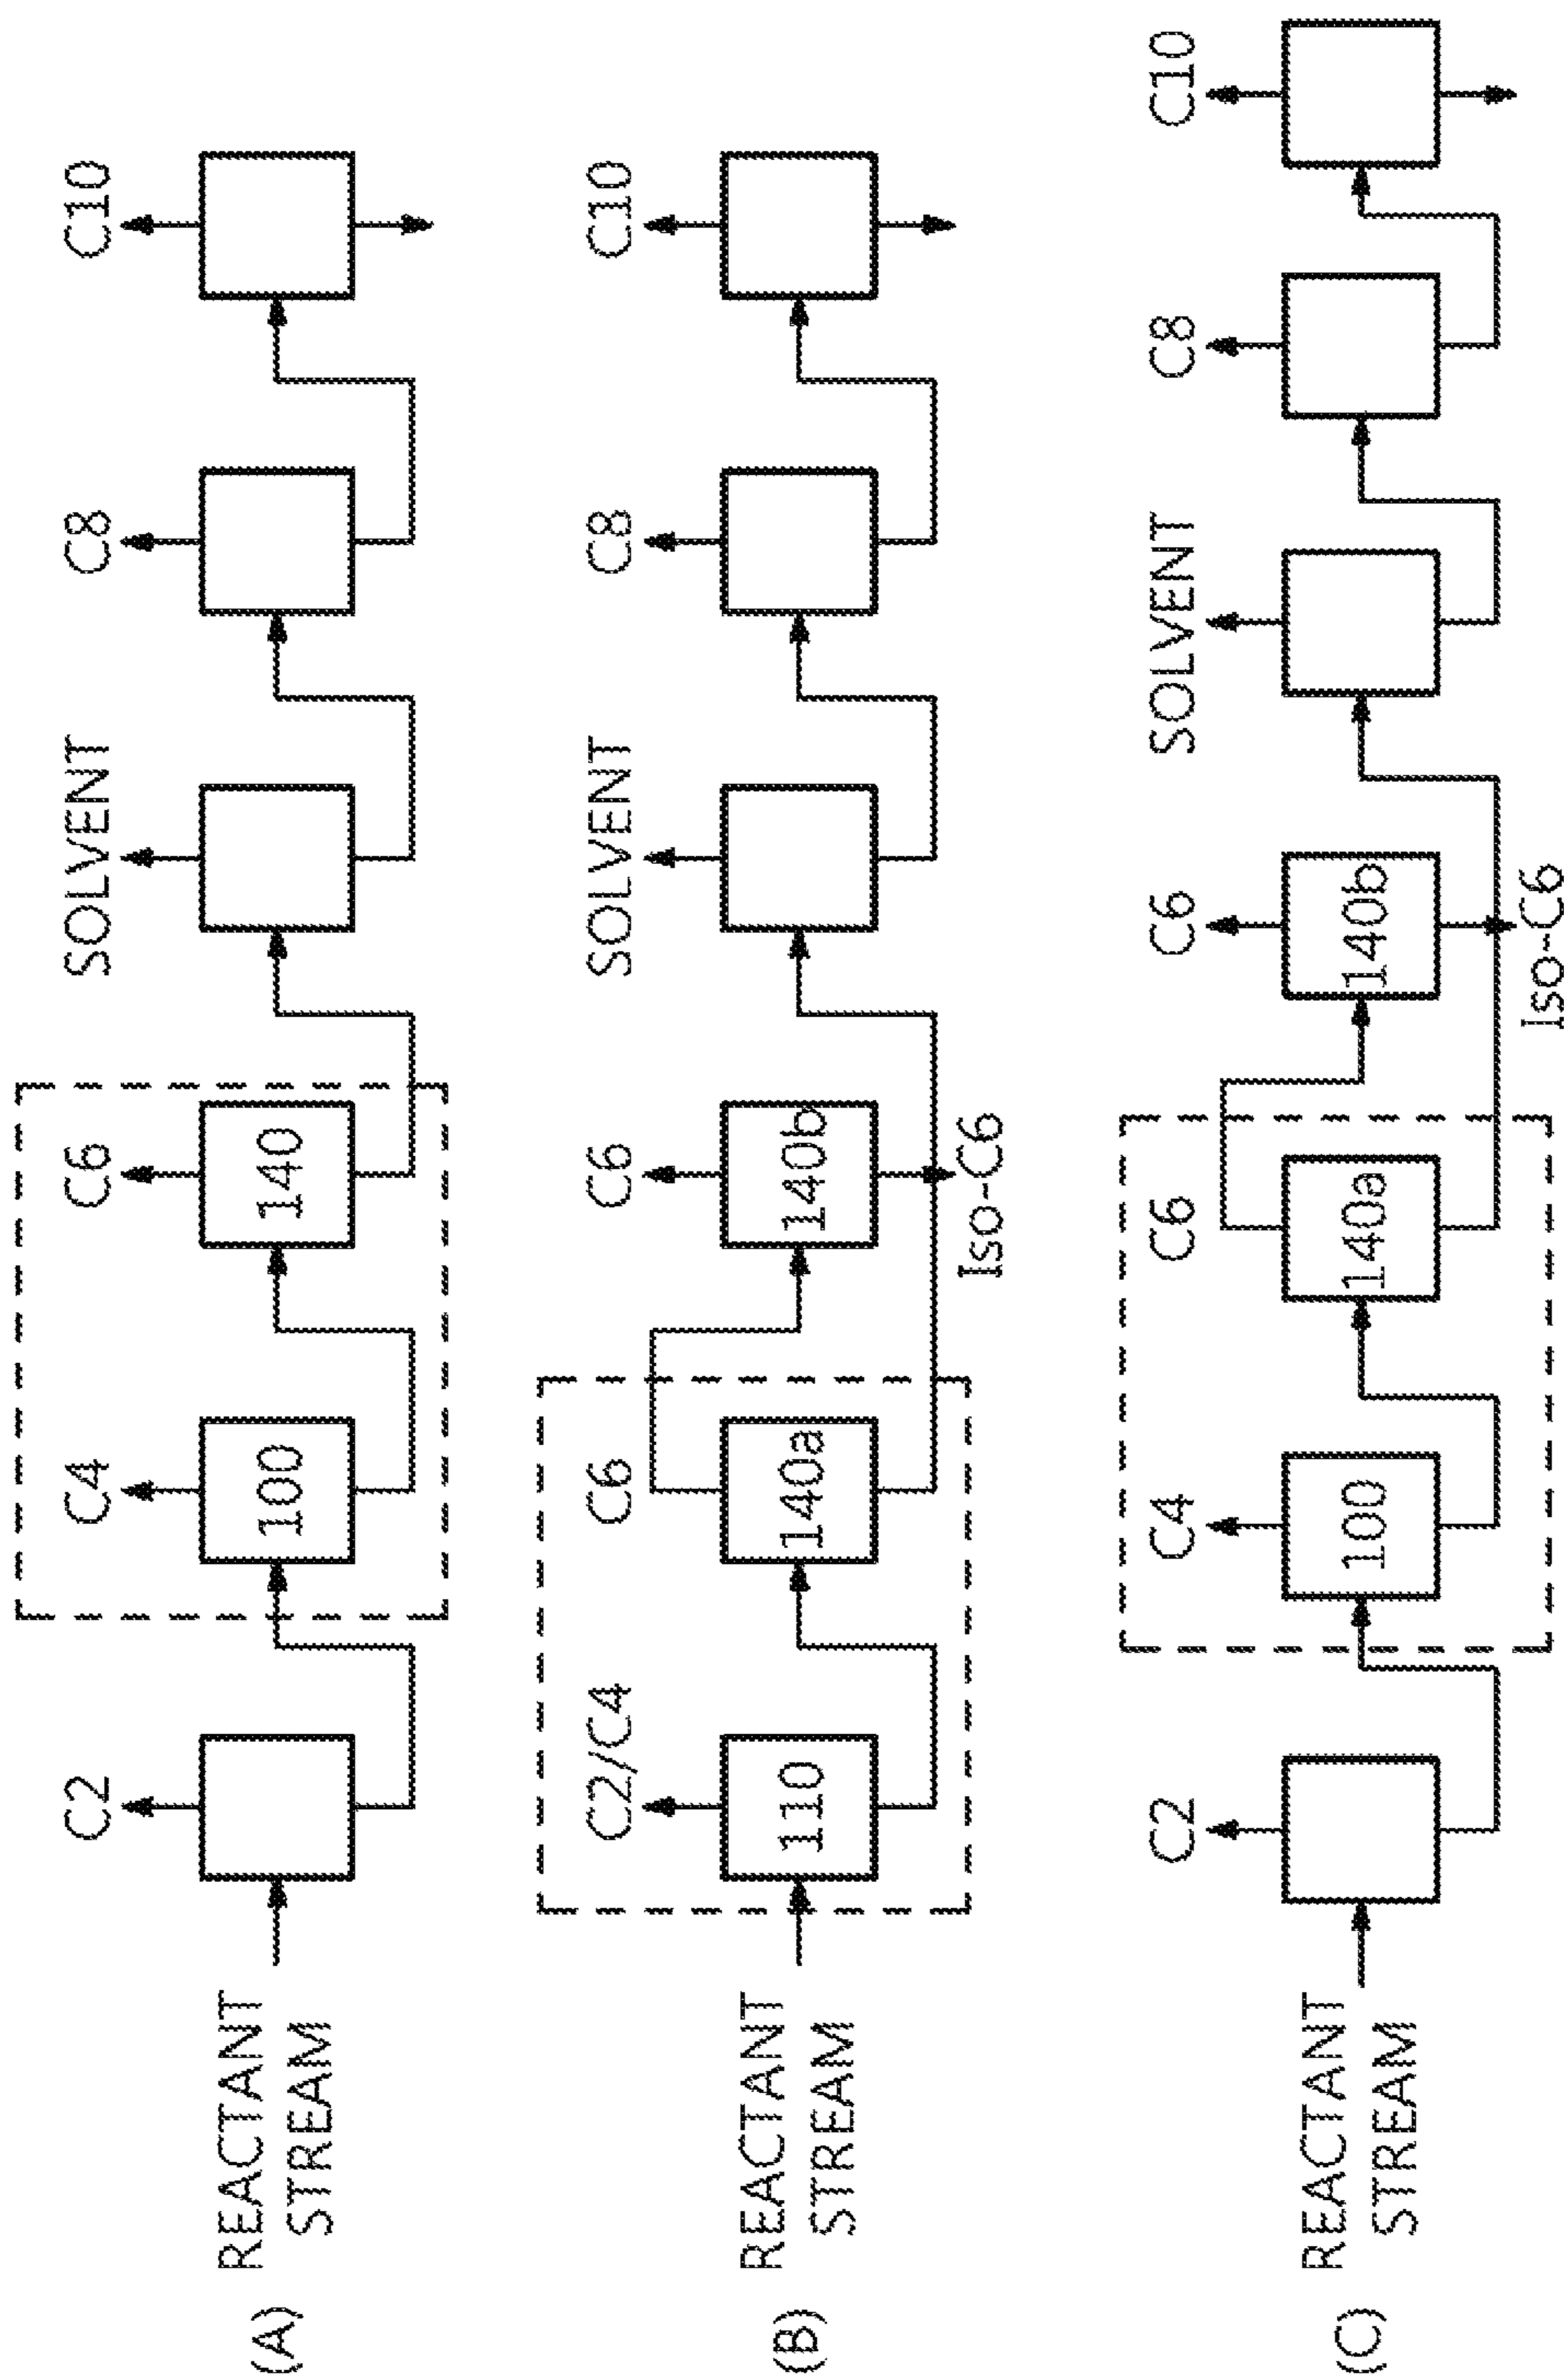 C2
C4
C6
SOLVENT
C8
C10
(A)
REACTANT
STREAM
100
140
C2/C4
C6
C6
SOLVENT
C8
C10
(B)
REACTANT
STREAM
110
140a
140b
Iso-C6
C2
C4
C6
C6
SOLVENT
C8
C10
(C)
REACTANT
STREAM
100
140a
140b
Iso-C6